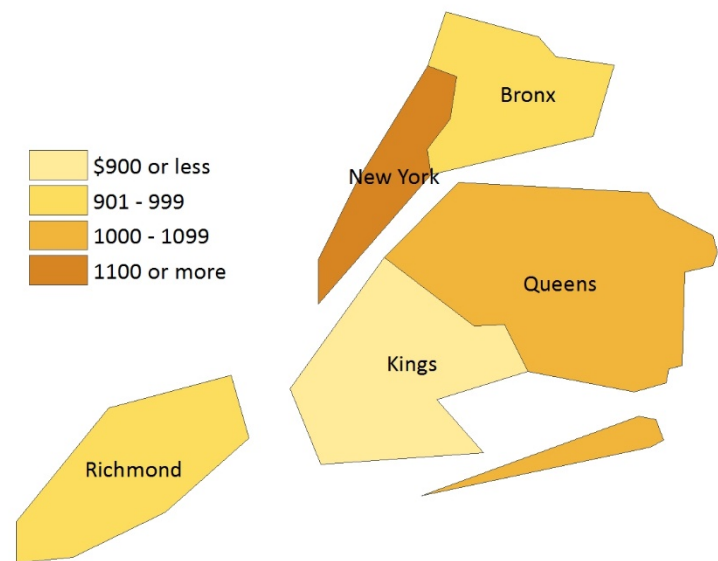 Bronx
$900 or less
901 - 999
1000 - 1099
1100 or more
New York
Queens
Kings
Richmond